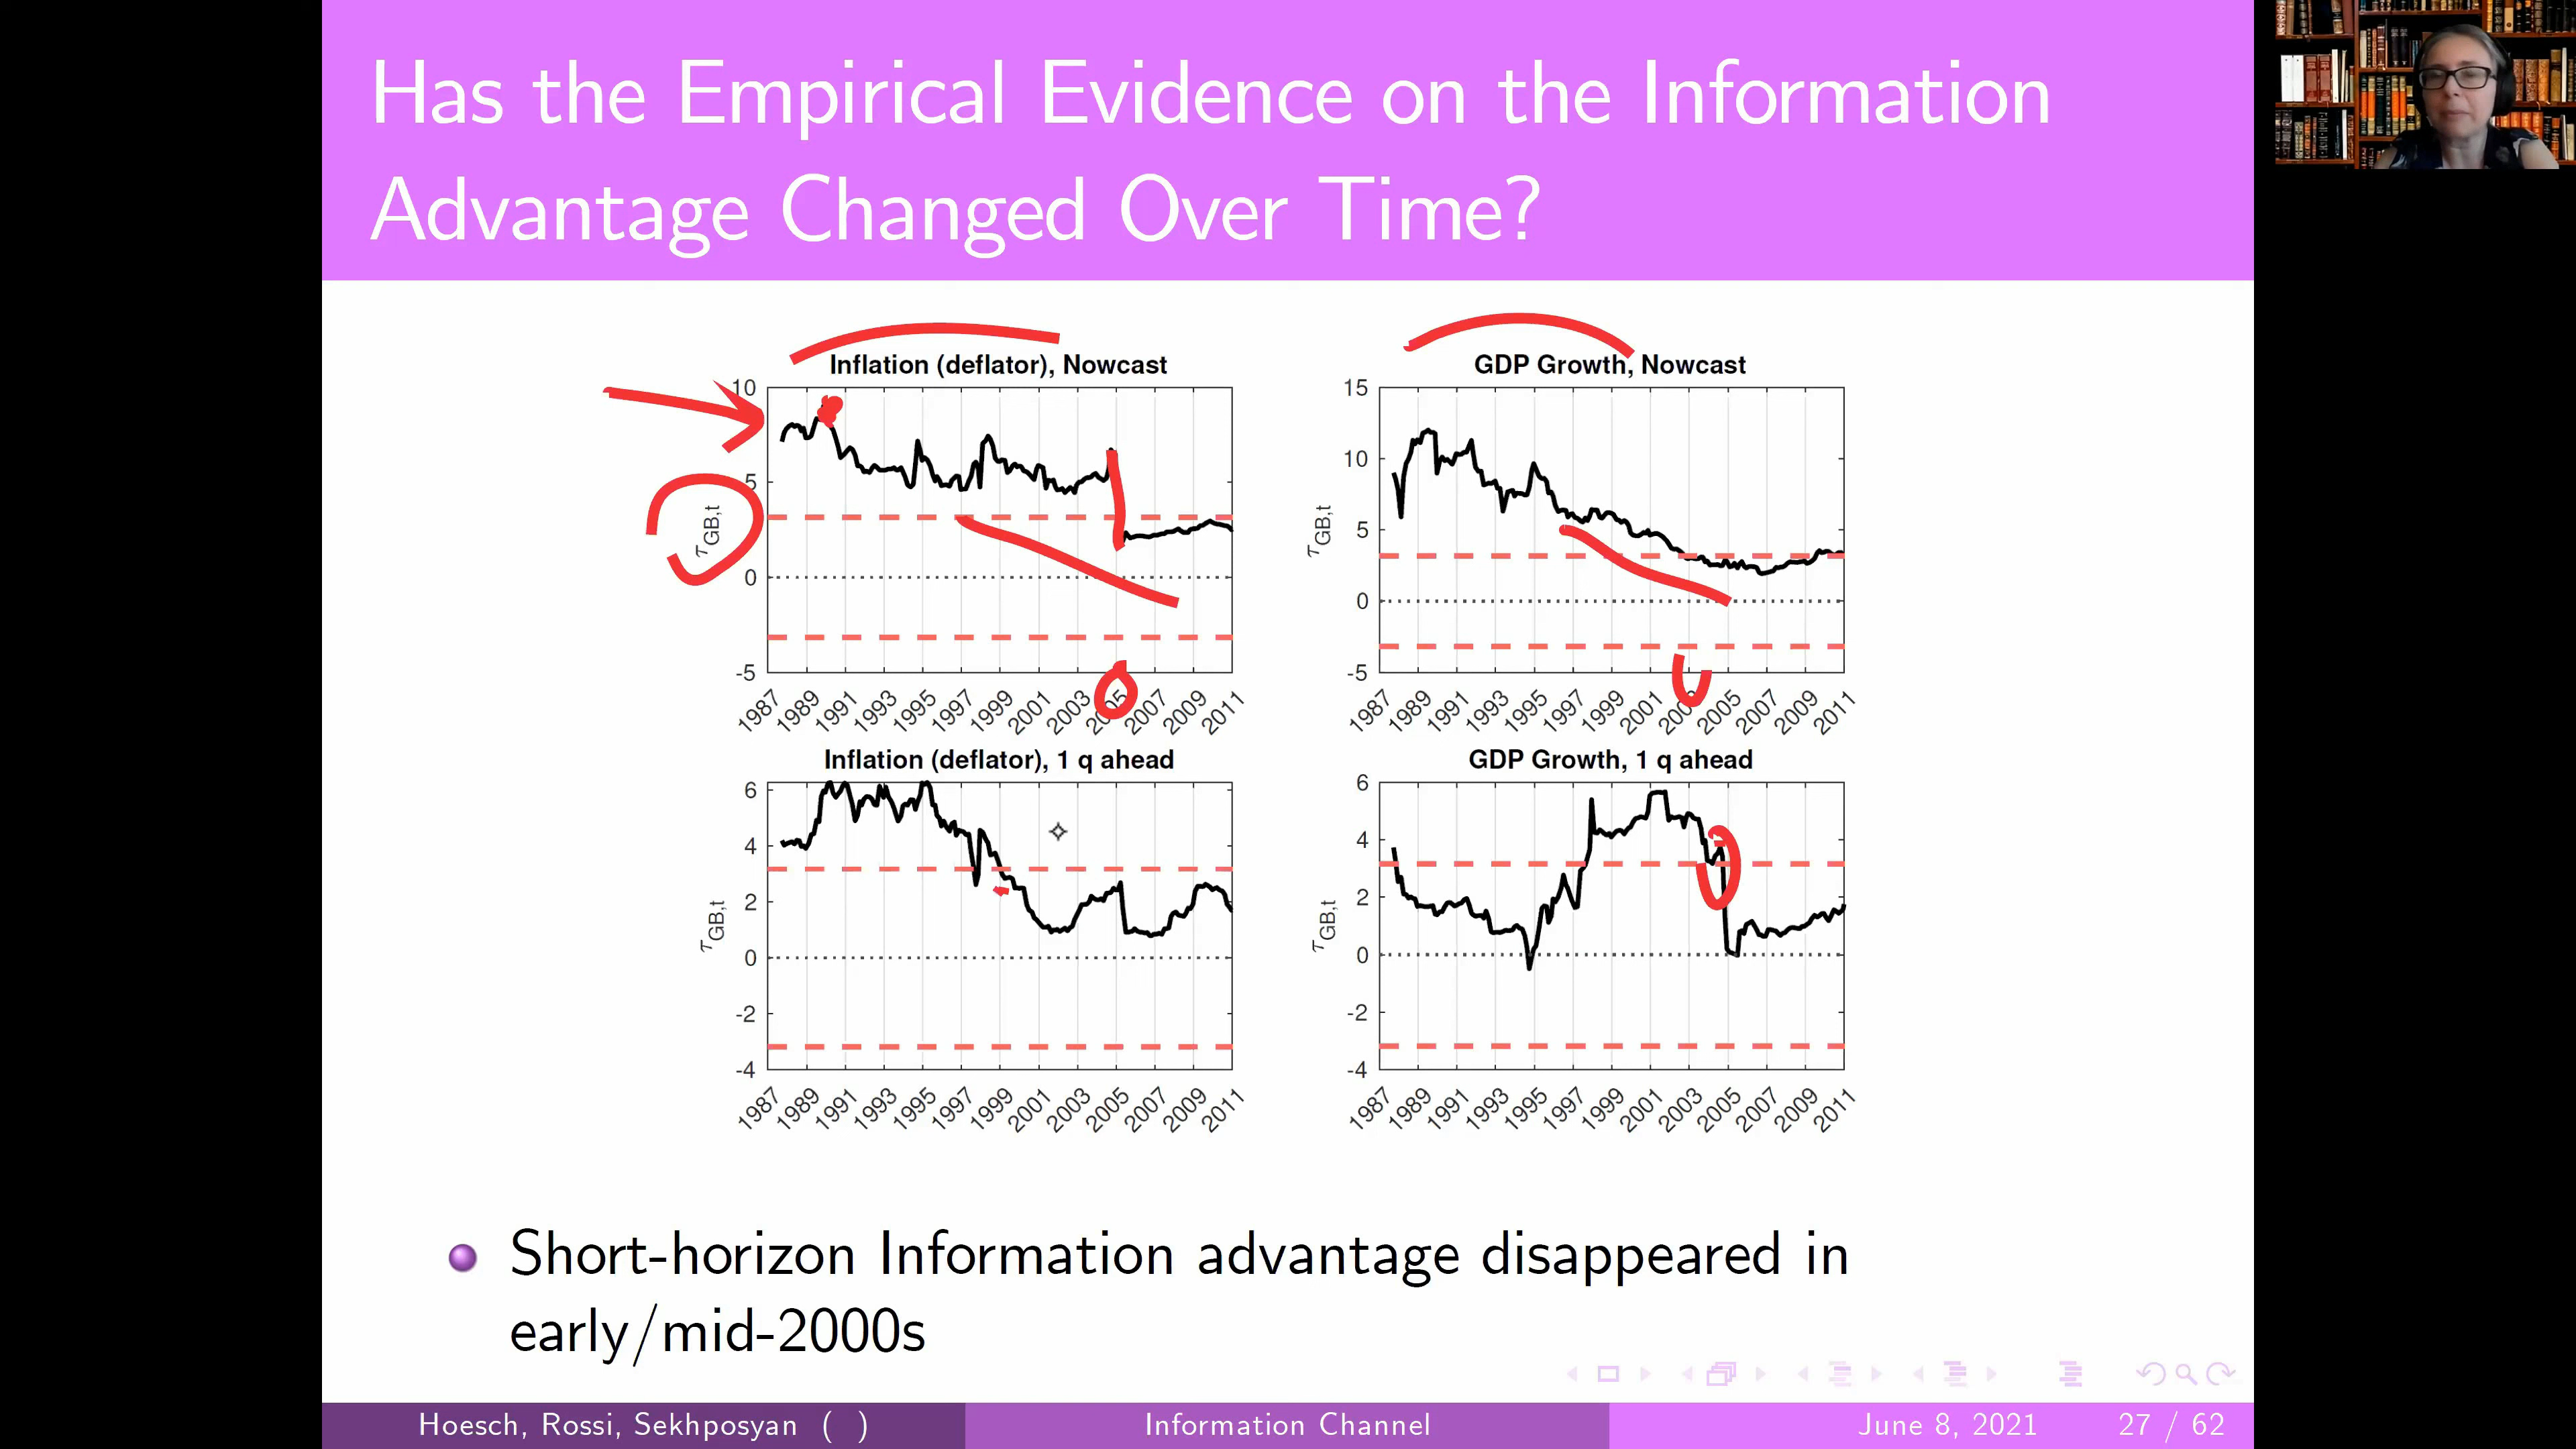 Has the Empirical Evidence on the Information
Advantage Changed Over Time?
Inflation (deflator), Nowcast
10
5
0
-5
τGB,t
1987 1989 1991 1993 1995 1997 1999 2001 2003 2005 2007 2009 2011
GDP Growth, Nowcast
15
10
5
0
-5
τGB,t
1987 1989 1991 1993 1995 1997 1999 2001 2003 2005 2007 2009 2011
Inflation (deflator), 1 q ahead
6
4
2
0
-2
-4
τGB,t
1987 1989 1991 1993 1995 1997 1999 2001 2003 2005 2007 2009 2011
GDP Growth, 1 q ahead
6
4
2
0
-2
-4
τGB,t
1987 1989 1991 1993 1995 1997 1999 2001 2003 2005 2007 2009 2011
Short-horizon Information advantage disappeared in
early/mid-2000s
Hoesch, Rossi, Sekhposyan ( ) Information Channel June 8, 2021 27 / 62